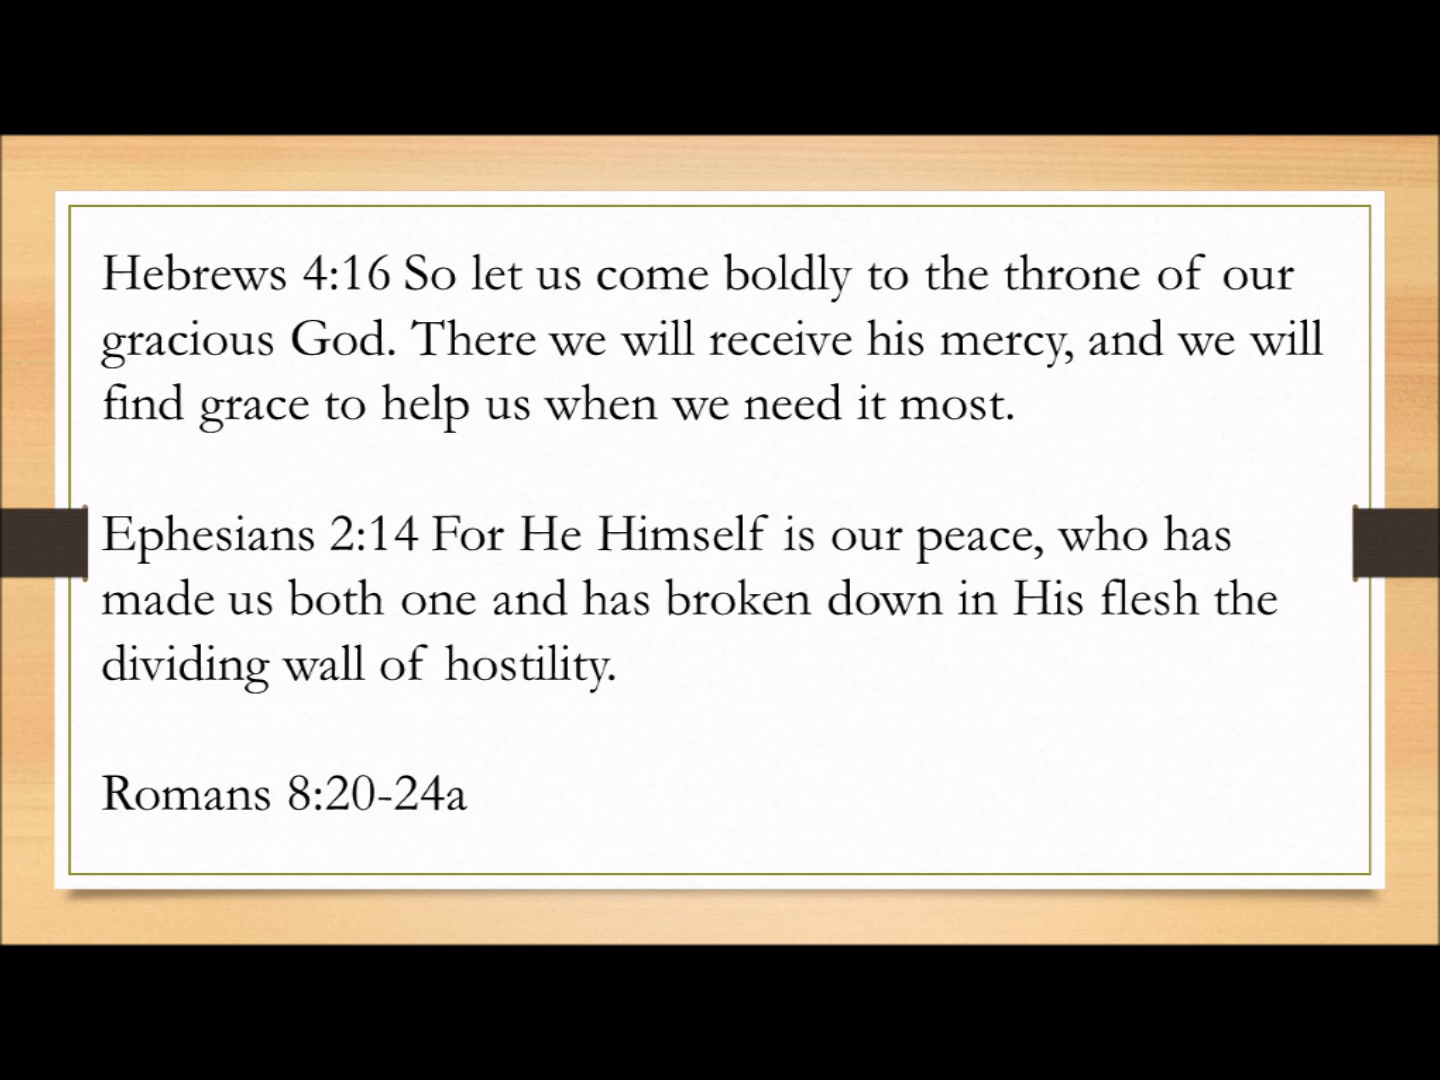 Hebrews 4:16 So let us come boldly to the throne of our
gracious God. There we will receive his mercy, and we will
find grace to help us when we need it most.
Ephesians 2:14 For He Himself is our peace, who has
made us both one and has broken down in His flesh the
dividing wall of hostility.
Romans 8:20-24a